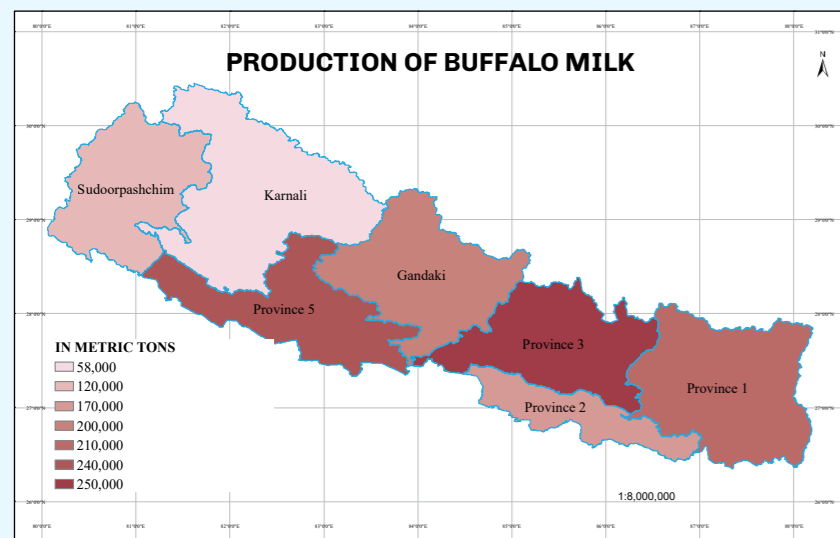 PRODUCTION OF BUFFALO MILK
N
Sudoorpashchim
Karnali
Gandaki
Province 5
Province 3
Province 1
Province 2
IN METRIC TONS
58,000
120,000
170,000
200,000
210,000
240,000
250,000
1:8,000,000